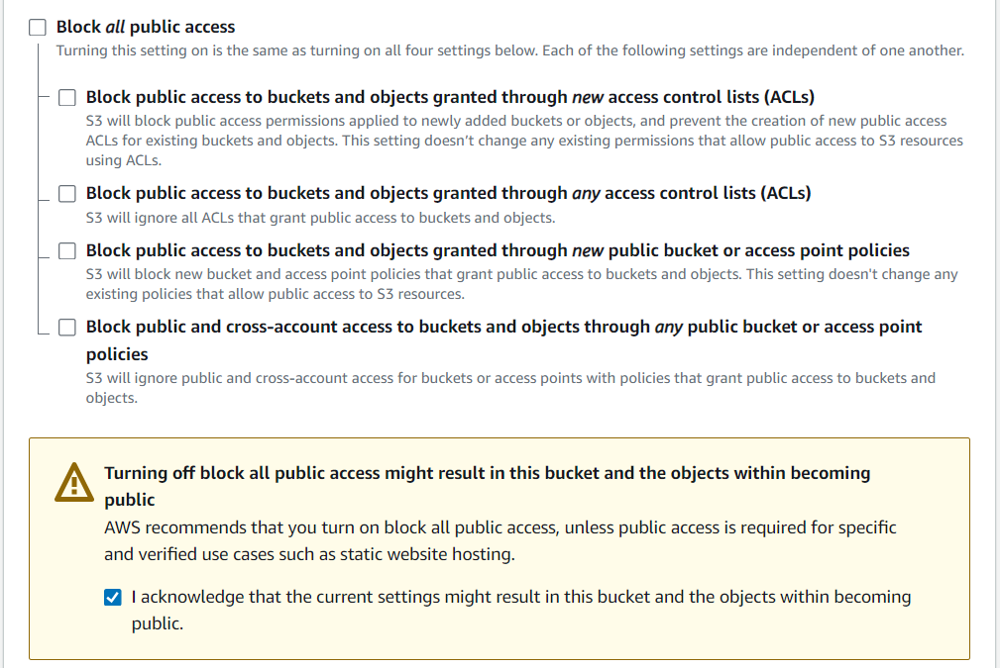 Block all public access
Turning this setting on is the same as turning on all four settings below. Each of the following settings are independent of one another.
Block public access to buckets and objects granted through new access control lists (ACLs)
S3 will block public access permissions applied to newly added buckets or objects, and prevent the creation of new public access
ACLs for existing buckets and objects. This setting doesn’t change any existing permissions that allow public access to S3 resources
using ACLs.
Block public access to buckets and objects granted through any access control lists (ACLs)
S3 will ignore all ACLs that grant public access to buckets and objects.
Block public access to buckets and objects granted through new public bucket or access point policies
S3 will block new bucket and access point policies that grant public access to buckets and objects. This setting doesn't change any
existing policies that allow public access to S3 resources.
Block public and cross-account access to buckets and objects through any public bucket or access point
policies
S3 will ignore public and cross-account access for buckets or access points with policies that grant public access to buckets and
objects.
Turning off block all public access might result in this bucket and the objects within becoming
public
AWS recommends that you turn on block all public access, unless public access is required for specific
and verified use cases such as static website hosting.
I acknowledge that the current settings might result in this bucket and the objects within becoming
public.